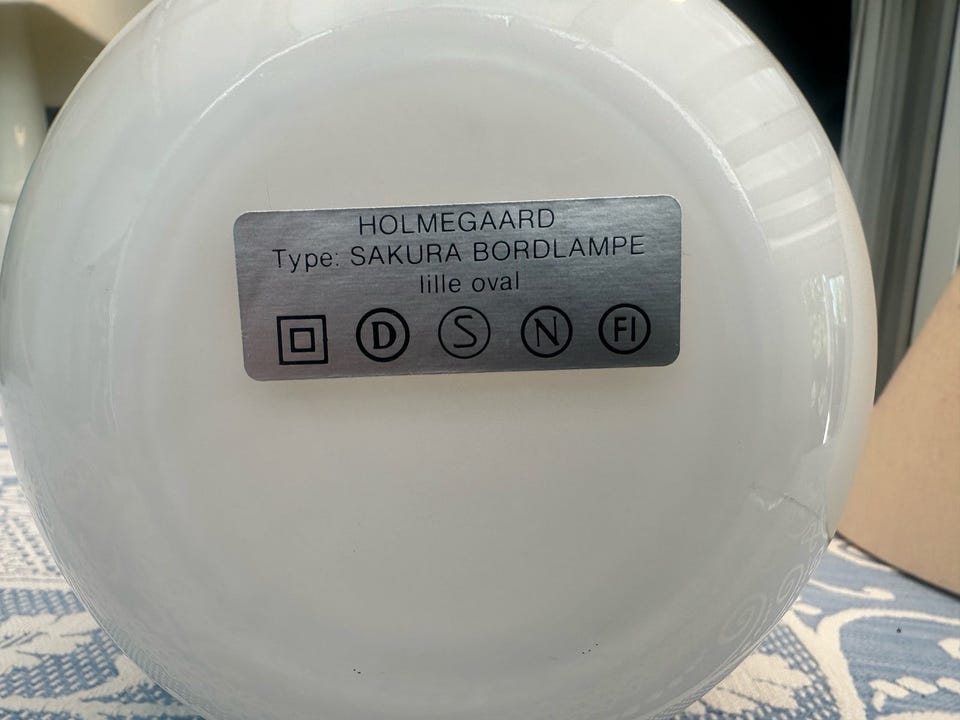 HOLMEGAARD
Type: SAKURA BORDLAMPE
lille oval
D S N FI